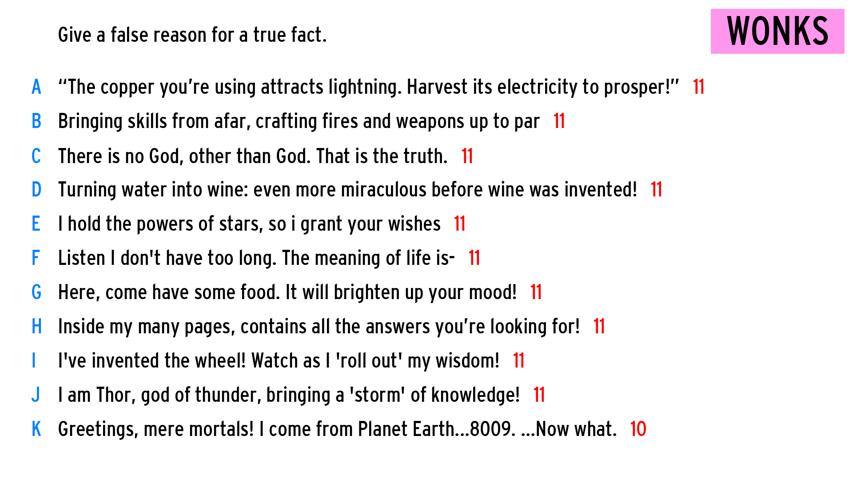 Give a false reason for a true fact.
WONKS
A "The copper you're using attracts lightning. Harvest its electricity to prosper!" 11
B Bringing skills from afar, crafting fires and weapons up to par 11
C There is no God, other than God. That is the truth. 11
D Turning water into wine: even more miraculous before wine was invented! 11
E I hold the powers of stars, so i grant your wishes 11
F Listen I don't have too long. The meaning of life is- 11
G Here, come have some food. It will brighten up your mood! 11
H Inside my many pages, contains all the answers you're looking for! 11
I I've invented the wheel! Watch as I 'roll out' my wisdom! 11
J I am Thor, god of thunder, bringing a 'storm' of knowledge! 11
K Greetings, mere mortals! I come from Planet Earth...8009. ...Now what. 10